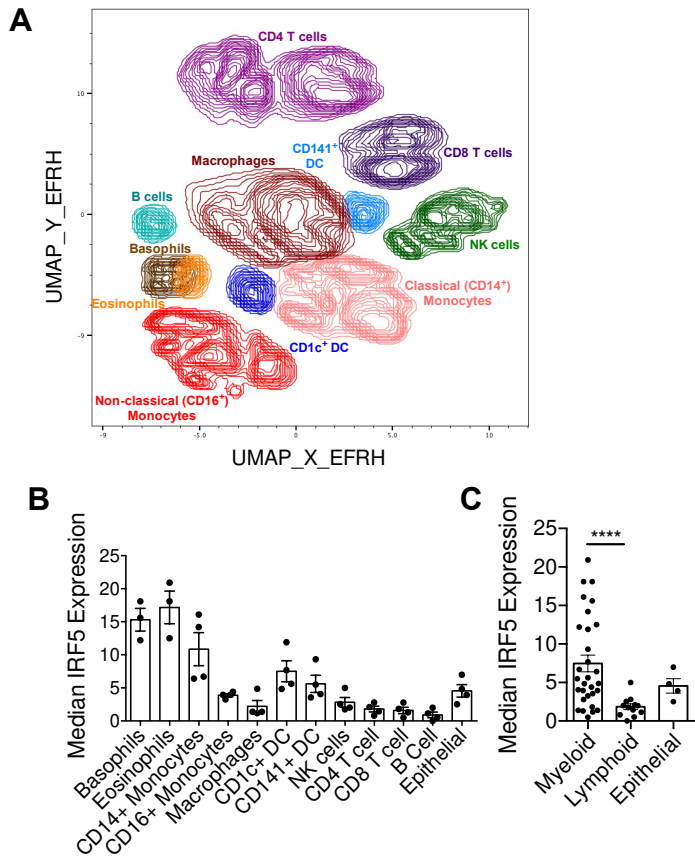 A
CD4 T cells
CD141+
DC
CD8 T cells
Macrophages
B cells
NK cells
Basophils
Eosinophils
Classical (CD14+)
Monocytes
CD1c+ DC
Non-classical (CD16+)
Monocytes
10
0
-9
-9
-5.0
0
5.0
10
UMAP_Y_EFRH
UMAP_X_EFRH
B
Median IRF5 Expression
25
20
15
10
5
0
Basophils
Eosinophils
CD14+ Monocytes
CD16+ Monocytes
Macrophages
CD1c+ DC
CD141+ DC
NK cells
CD4 T cell
CD8 T cell
B Cell
Epithelial
C
Median IRF5 Expression
25
20
15
10
5
0
****
Myeloid
Lymphoid
Epithelial